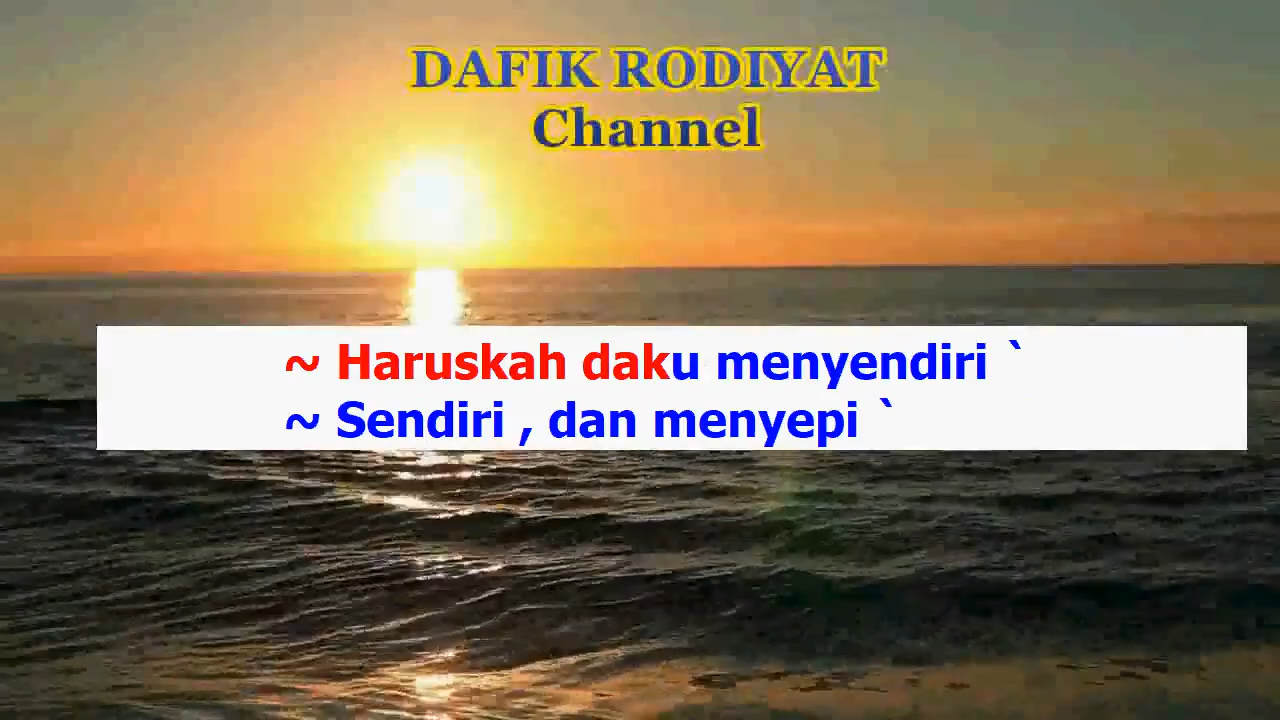 DAFIK RODIYAT
Channel
~ Haruskah daku menyendiri `
~ Sendiri , dan menyepi `